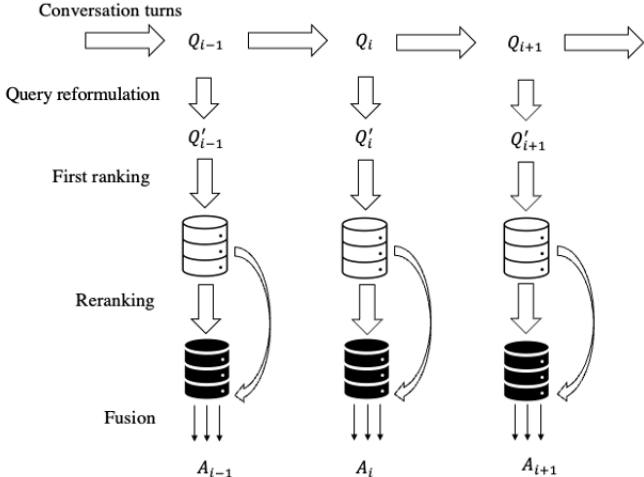 Conversation turns
Q_{i-1} Q_i Q_{i+1}
Query reformulation
Q'_{i-1} Q'_i Q'_{i+1}
First ranking
Reranking
Fusion
A_{i-1} A_i A_{i+1}